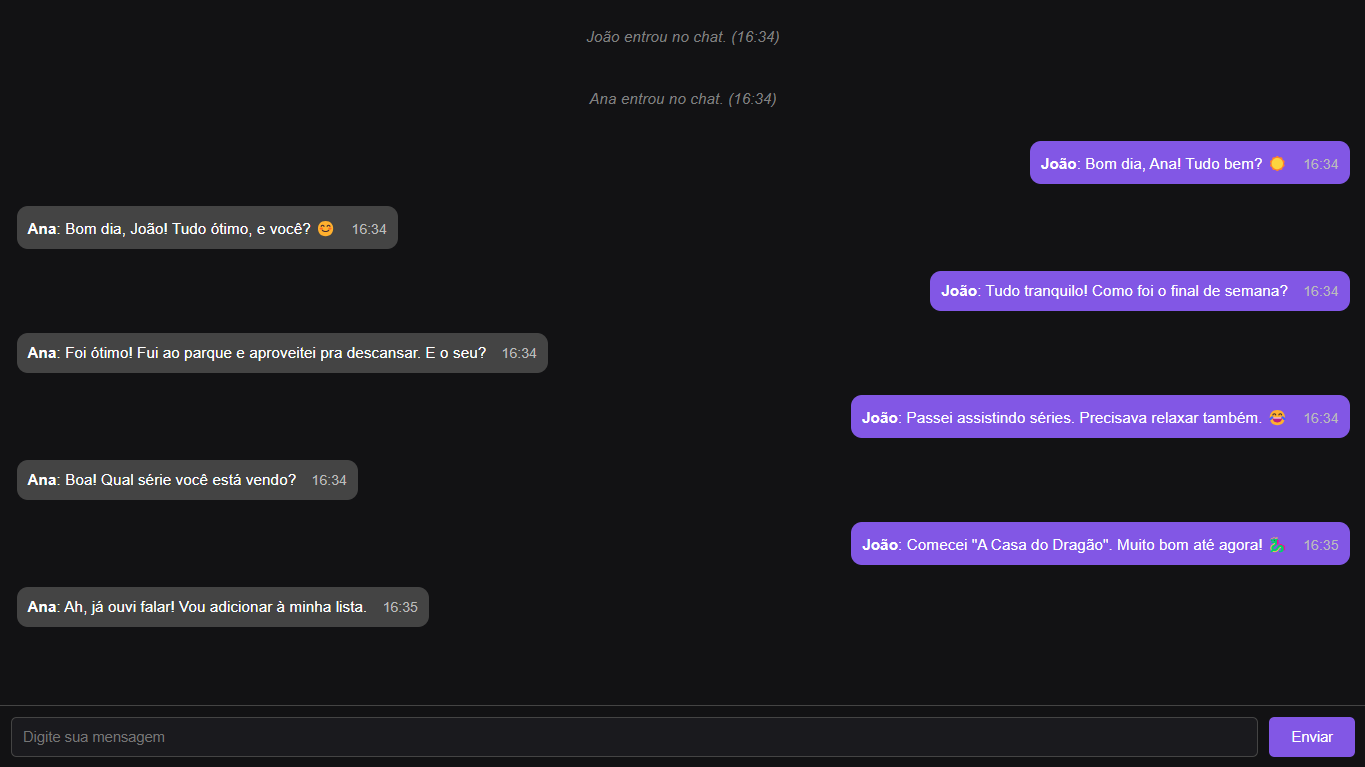 João entrou no chat. (16:34)
Ana entrou no chat. (16:34)
João: Bom dia, Ana! Tudo bem? ☀️ 16:34
Ana: Bom dia, João! Tudo ótimo, e você? 😊 16:34
João: Tudo tranquilo! Como foi o final de semana? 16:34
Ana: Foi ótimo! Fui ao parque e aproveitei pra descansar. E o seu? 16:34
João: Passei assistindo séries. Precisava relaxar também. 😂 16:34
Ana: Boa! Qual série você está vendo? 16:34
João: Comecei "A Casa do Dragão". Muito bom até agora! 🐉 16:35
Ana: Ah, já ouvi falar! Vou adicionar à minha lista. 16:35
Digite sua mensagem
Enviar